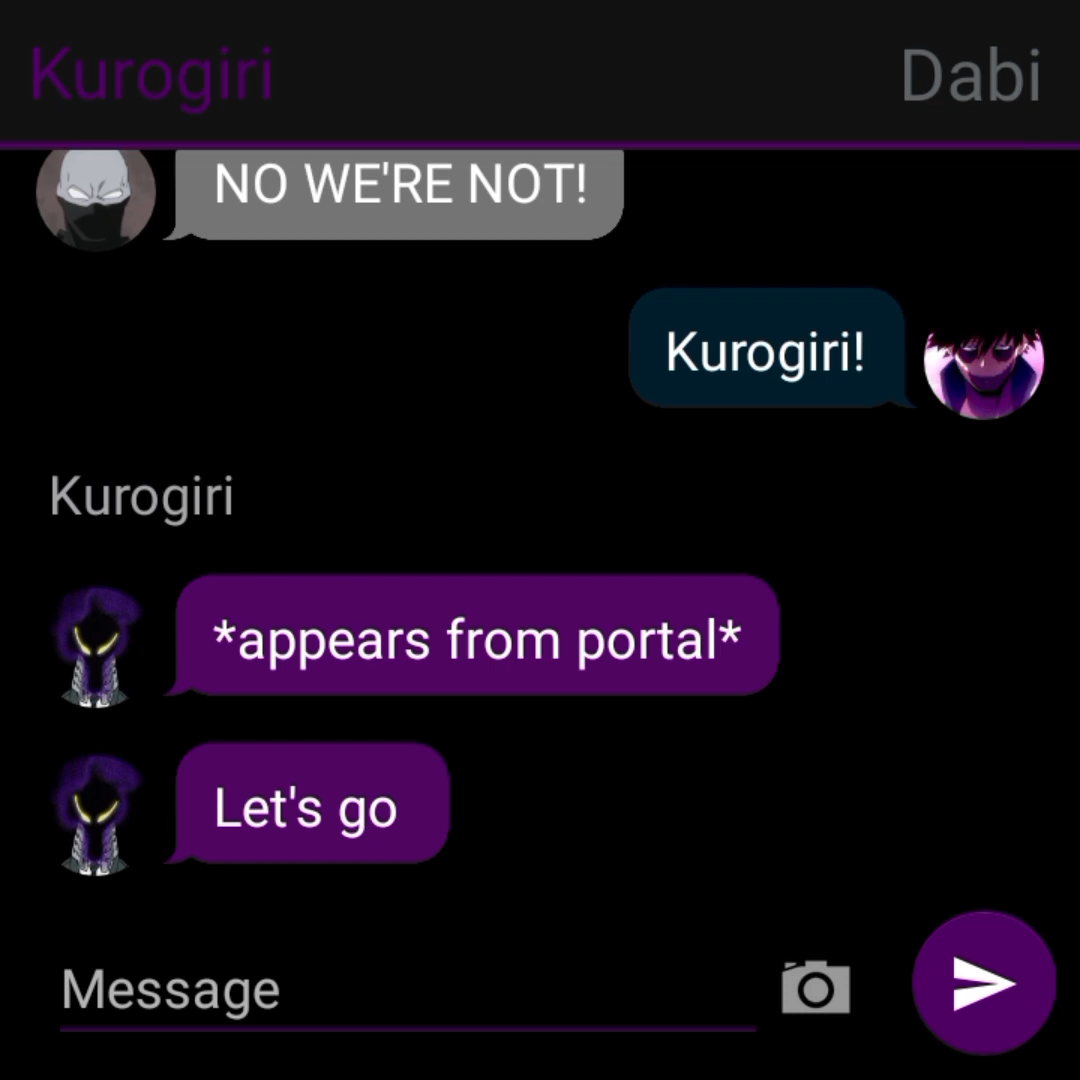 Kurogiri
Dabi
NO WE'RE NOT!
Kurogiri!
Kurogiri
*appears from portal*
Let's go
Message